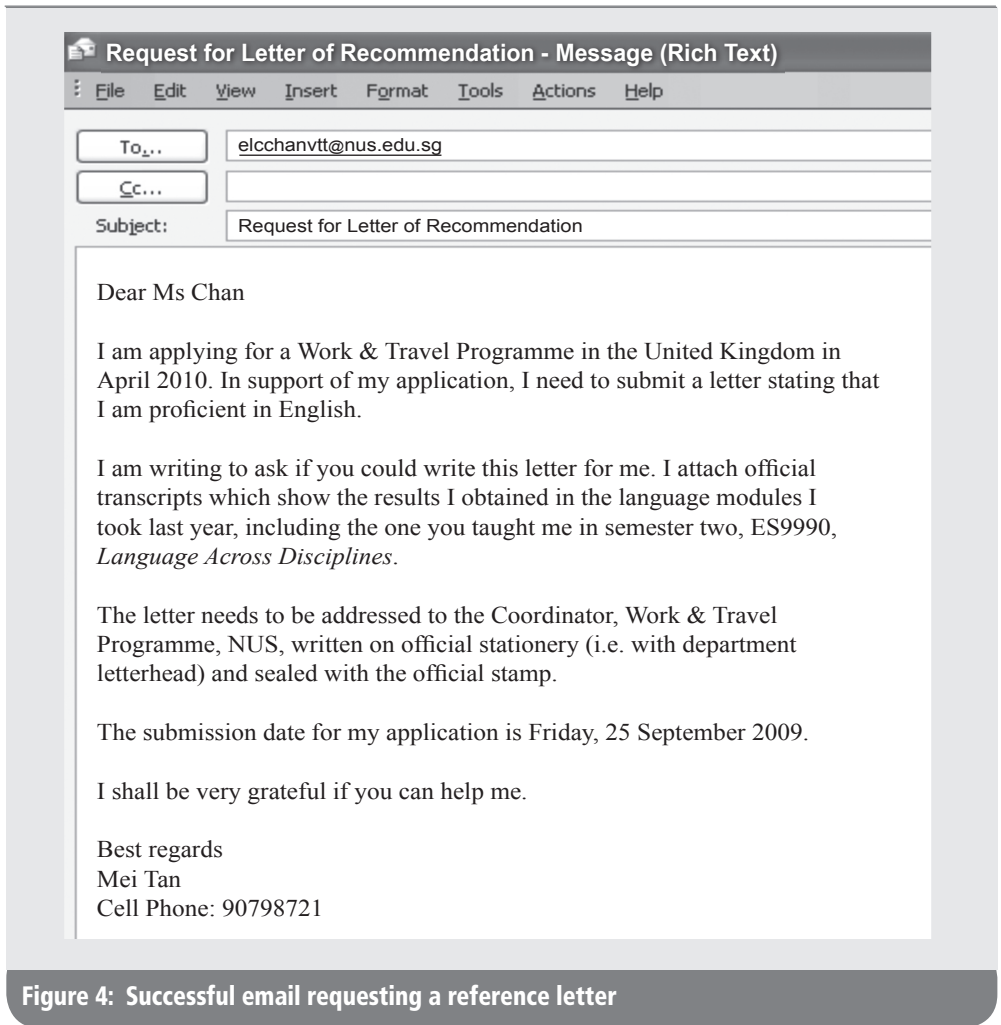 Request for Letter of Recommendation - Message (Rich Text)
File Edit View Insert Format Tools Actions Help
To...
elcchanvtt@nus.edu.sg
Cc...
Subject:
Request for Letter of Recommendation
Dear Ms Chan
I am applying for a Work & Travel Programme in the United Kingdom in
April 2010. In support of my application, I need to submit a letter stating that
I am proficient in English.
I am writing to ask if you could write this letter for me. I attach official
transcripts which show the results I obtained in the language modules I
took last year, including the one you taught me in semester two, ES9990,
Language Across Disciplines.
The letter needs to be addressed to the Coordinator, Work & Travel
Programme, NUS, written on official stationery (i.e. with department
letterhead) and sealed with the official stamp.
The submission date for my application is Friday, 25 September 2009.
I shall be very grateful if you can help me.
Best regards
Mei Tan
Cell Phone: 90798721
Figure 4: Successful email requesting a reference letter